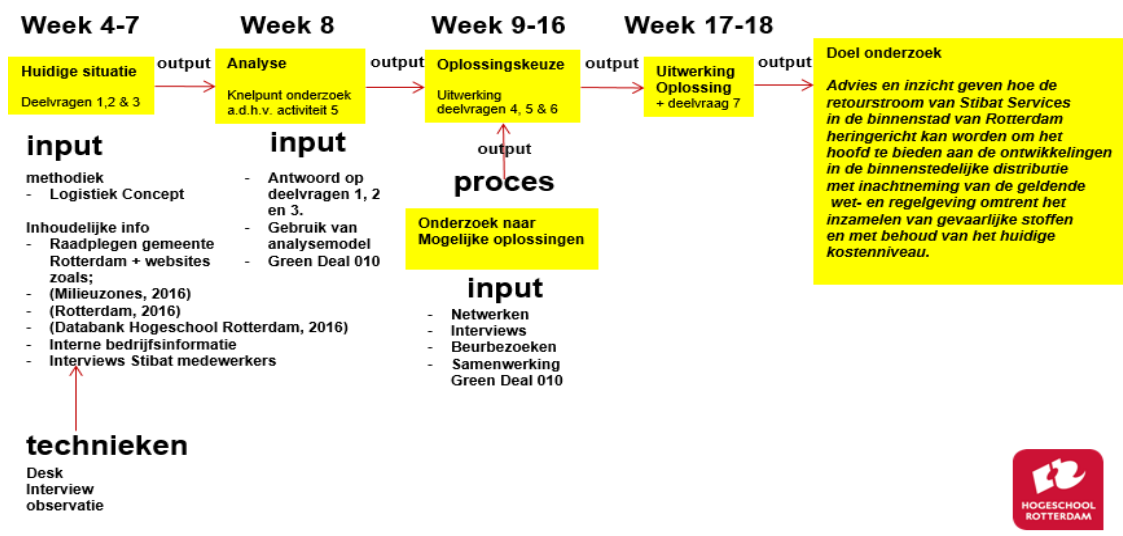 Week 4-7
Week 8
Week 9-16
Week 17-18
Huidige situatie
Deelvragen 1,2 & 3
output
Analyse
Knelpunt onderzoek
a.d.h.v. activiteit 5
output
Oplossingskeuze
Uitwerking
deelvragen 4, 5 & 6
output
Uitwerking
Oplossing
+ deelvraag 7
output
Doel onderzoek
Advies en inzicht geven hoe de
retourstroom van Stibat Services
in de binnenstad van Rotterdam
heringericht kan worden om het
hoofd te bieden aan de ontwikkelingen
in de binnenstedelijke distributie
met inachtneming van de geldende
wet- en regelgeving omtrent het
inzamelen van gevaarlijke stoffen
en met behoud van het huidige
kostenniveau.
input
methodiek
- Logistiek Concept
Inhoudelijke info
- Raadplegen gemeente
Rotterdam + websites
zoals;
- (Milieuzones, 2016)
- (Rotterdam, 2016)
- (Databank Hogeschool Rotterdam, 2016)
- Interne bedrijfsinformatie
- Interviews Stibat medewerkers
technieken
Desk
Interview
observatie
input
- Antwoord op
deelvragen 1, 2
en 3.
- Gebruik van
analysemodel
- Green Deal 010
output
proces
Onderzoek naar
Mogelijke oplossingen
input
- Netwerken
- Interviews
- Beurbezoeken
- Samenwerking
Green Deal 010
HOGESCHOOL
ROTTERDAM